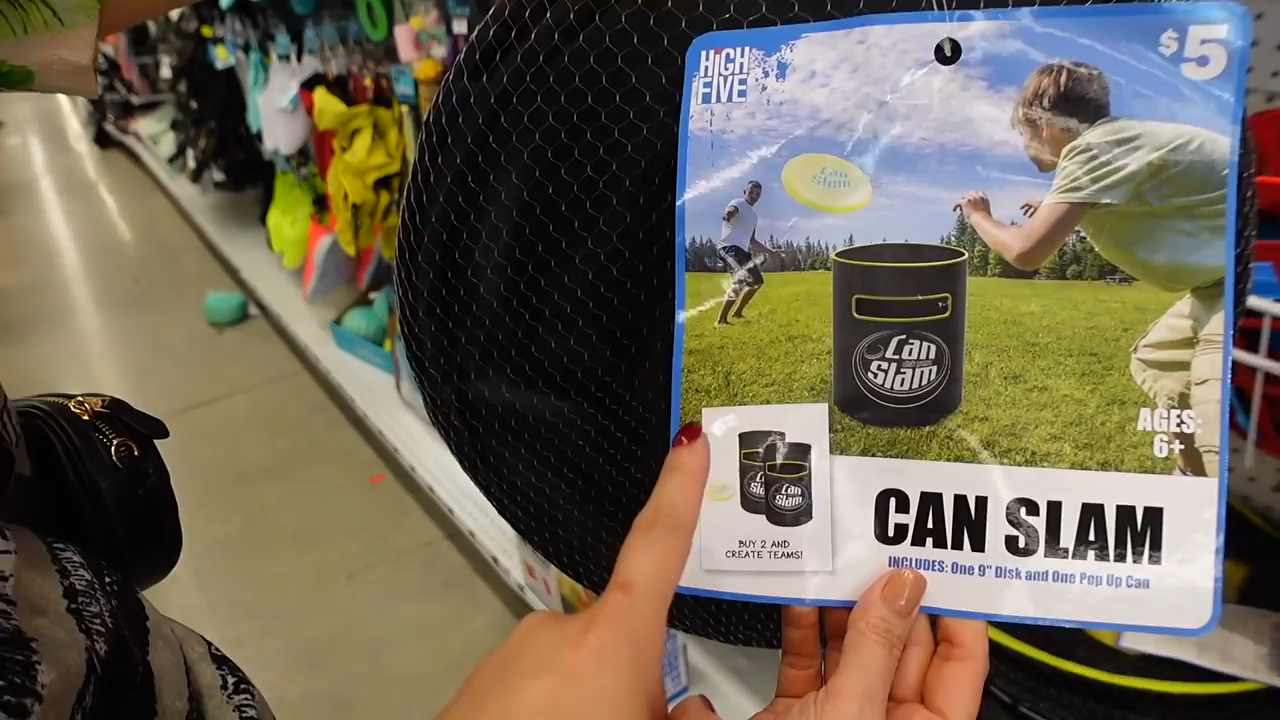 HIGH
FIVE
$5
Can
Slam
Can
Slam
AGES:
6+
Can
Slam
BUY 2 AND
CREATE TEAMS!
CAN SLAM
INCLUDES: One 9" Disk and One Pop Up Can